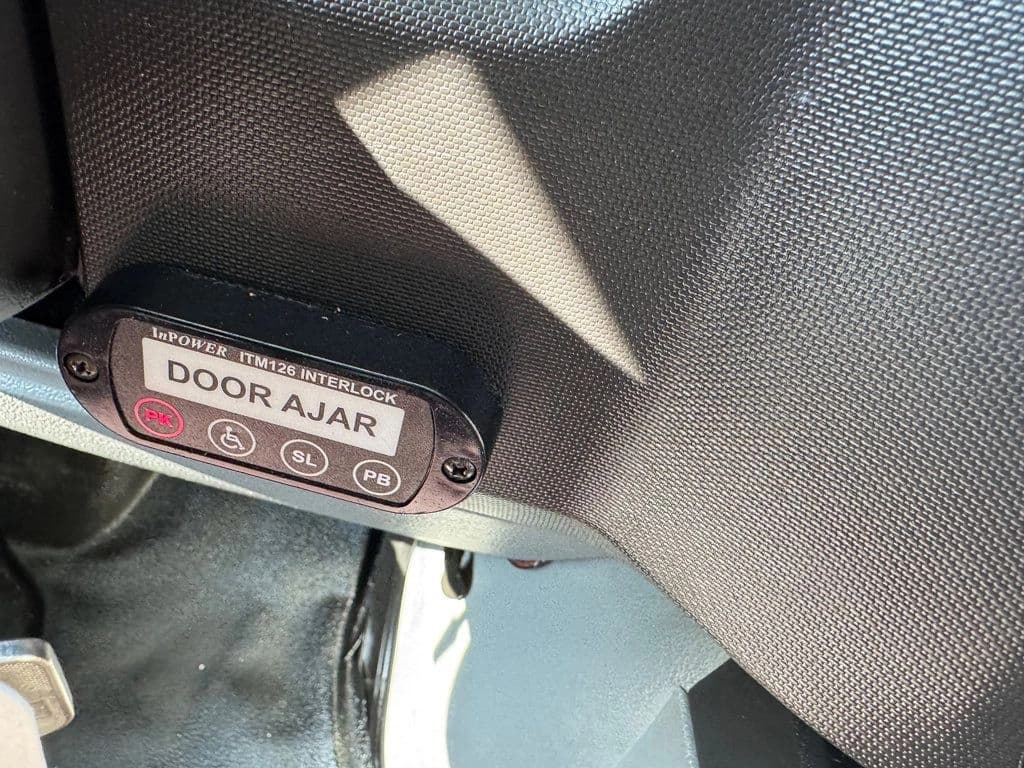 InPOWER ITM126 INTERLOCK
DOOR AJAR
PK SL PB